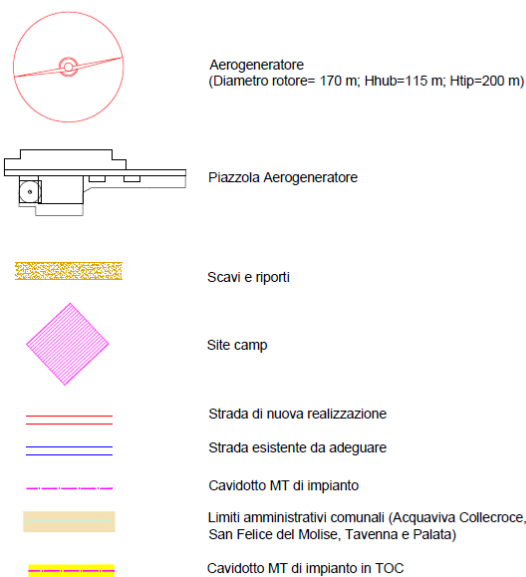 Aerogeneratore
(Diametro rotore= 170 m; Hhub=115 m; Htip=200 m)
Piazzola Aerogeneratore
Scavi e riporti
Site camp
Strada di nuova realizzazione
Strada esistente da adeguare
Cavidotto MT di impianto
Limiti amministrativi comunali (Acquaviva Collecroce,
San Felice del Molise, Tavenna e Palata)
Cavidotto MT di impianto in TOC